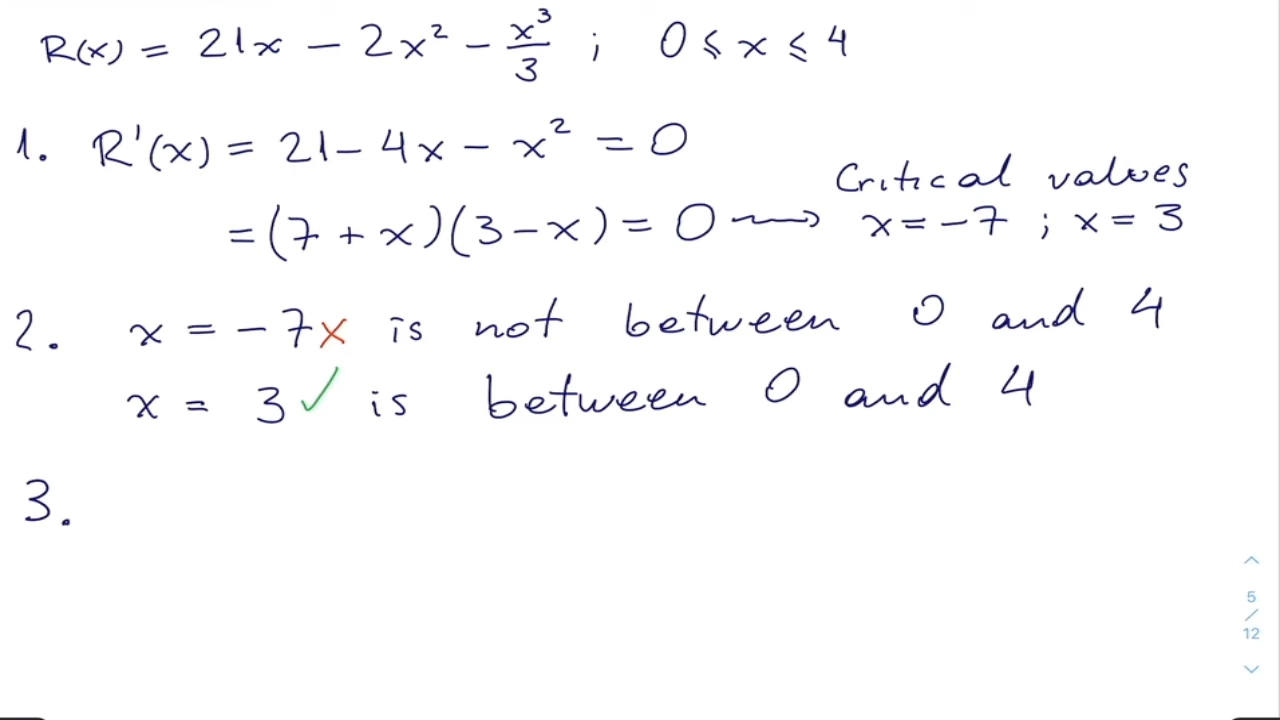 R(x) = 21x - 2x² - x³/3 ; 0 ≤ x ≤ 4
1. R'(x) = 21 - 4x - x² = 0
Critical values
= (7 + x)(3 - x) = 0 ⟿ x = -7 ; x = 3
2. x = -7 x is not between 0 and 4
x = 3 ✓ is between 0 and 4
3.
5
/
12